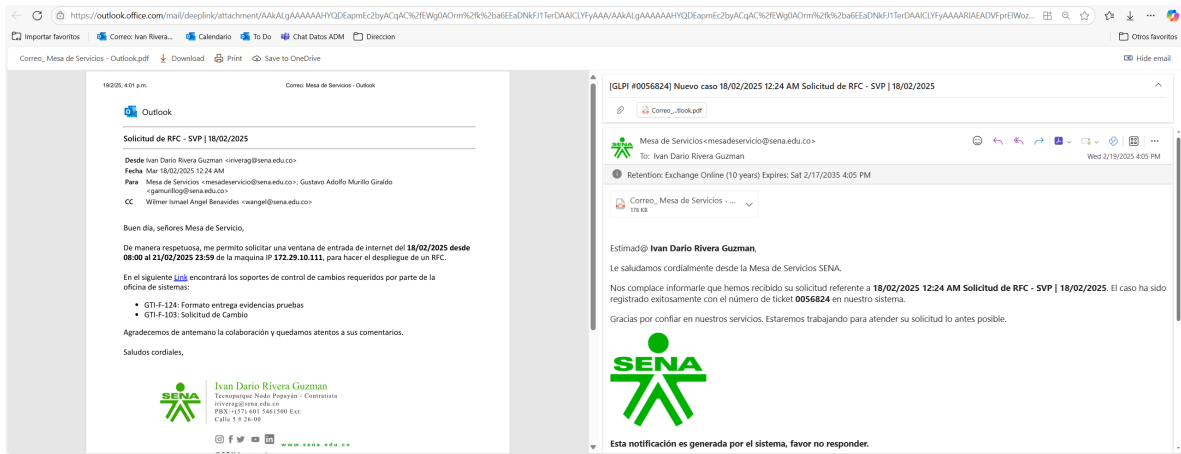 Importar favoritos
Correo: Ivan Rivera...
Calendario
To Do
Chat Datos ADM
Direccion
Otros favoritos
Correo_ Mesa de Servicios - Outlook.pdf
Download
Print
Save to OneDrive
Hide email
19/2/25, 4:01 p.m.
Correo: Mesa de Servicios - Outlook
Outlook
Solicitud de RFC - SVP | 18/02/2025
Desde Ivan Dario Rivera Guzman <iriverag@sena.edu.co>
Fecha Mar 18/02/2025 12:24 AM
Para Mesa de Servicios <mesadeservicio@sena.edu.co>; Gustavo Adolfo Murillo Giraldo
<gamurillog@sena.edu.co>
CC Wilmer Ismael Angel Benavides <wangel@sena.edu.co>
Buen día, señores Mesa de Servicio,
De manera respetuosa, me permito solicitar una ventana de entrada de internet del 18/02/2025 desde
08:00 al 21/02/2025 23:59 de la maquina IP 172.29.10.111, para hacer el despliegue de un RFC.
En el siguiente Link encontrará los soportes de control de cambios requeridos por parte de la
oficina de sistemas:
• GTI-F-124: Formato entrega evidencias pruebas
• GTI-F-103: Solicitud de Cambio
Agradecemos de antemano la colaboración y quedamos atentos a sus comentarios.
Saludos cordiales,
SENA
Ivan Dario Rivera Guzman
Tecnoparque Nodo Popayán - Contratista
iriverag@sena.edu.co
PBX:+(57) 601 5461500 Ext:
Calle 5 # 26-00
www.sena.edu.co
[GLPI #0056824] Nuevo caso 18/02/2025 12:24 AM Solicitud de RFC - SVP | 18/02/2025
Correo_...tlook.pdf
SENA
Mesa de Servicios<mesadeservicio@sena.edu.co>
To: Ivan Dario Rivera Guzman
Wed 2/19/2025 4:05 PM
Retention: Exchange Online (10 years) Expires: Sat 2/17/2035 4:05 PM
Correo_ Mesa de Servicios - ...
178 KB
Estimad@ Ivan Dario Rivera Guzman,
Le saludamos cordialmente desde la Mesa de Servicios SENA.
Nos complace informarle que hemos recibido su solicitud referente a 18/02/2025 12:24 AM Solicitud de RFC - SVP | 18/02/2025. El caso ha sido
registrado exitosamente con el número de ticket 0056824 en nuestro sistema.
Gracias por confiar en nuestros servicios. Estaremos trabajando para atender su solicitud lo antes posible.
SENA
Esta notificación es generada por el sistema, favor no responder.